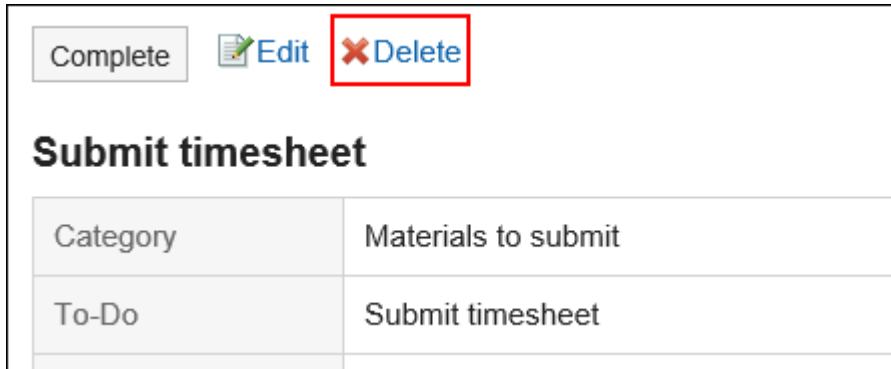 Complete Edit Delete
Submit timesheet
Category Materials to submit
To-Do Submit timesheet